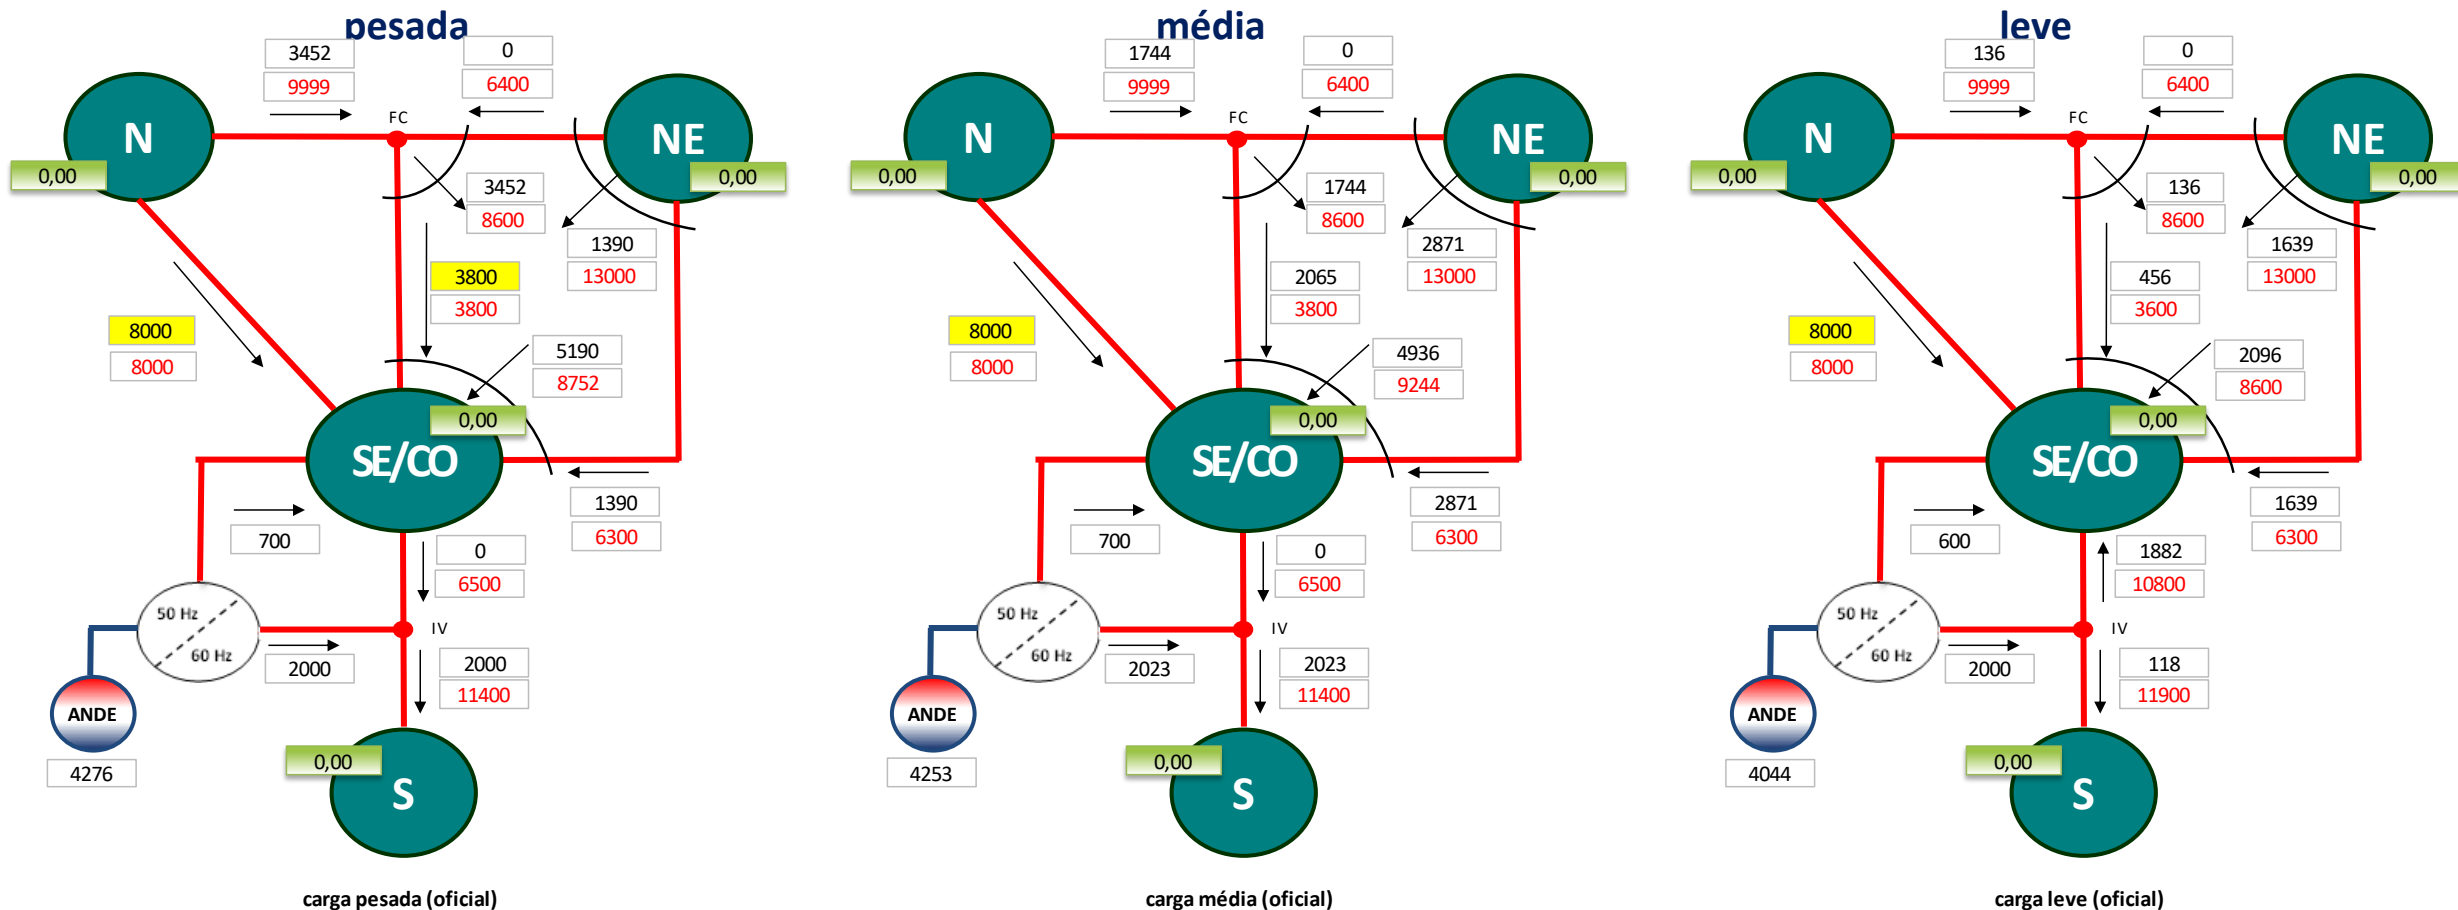 pesada
3452
9999
0
6400
FC
N
NE
0,00
0,00
3452
8600
1390
13000
3800
3800
8000
8000
5190
8752
0,00
SE/CO
1390
6300
700
0
6500
50 Hz
60 Hz
IV
2000
2000
11400
ANDE
4276
0,00
S
carga pesada (oficial)
média
1744
9999
0
6400
FC
N
NE
0,00
0,00
1744
8600
2871
13000
2065
3800
8000
8000
4936
9244
0,00
SE/CO
2871
6300
700
0
6500
50 Hz
60 Hz
IV
2023
2023
11400
ANDE
4253
0,00
S
carga média (oficial)
leve
136
9999
0
6400
FC
N
NE
0,00
0,00
136
8600
1639
13000
456
3600
8000
8000
2096
8600
0,00
SE/CO
1639
6300
600
1882
10800
50 Hz
60 Hz
IV
2000
118
11900
ANDE
4044
0,00
S
carga leve (oficial)